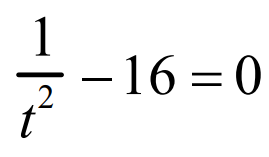 1/t² − 16 = 0